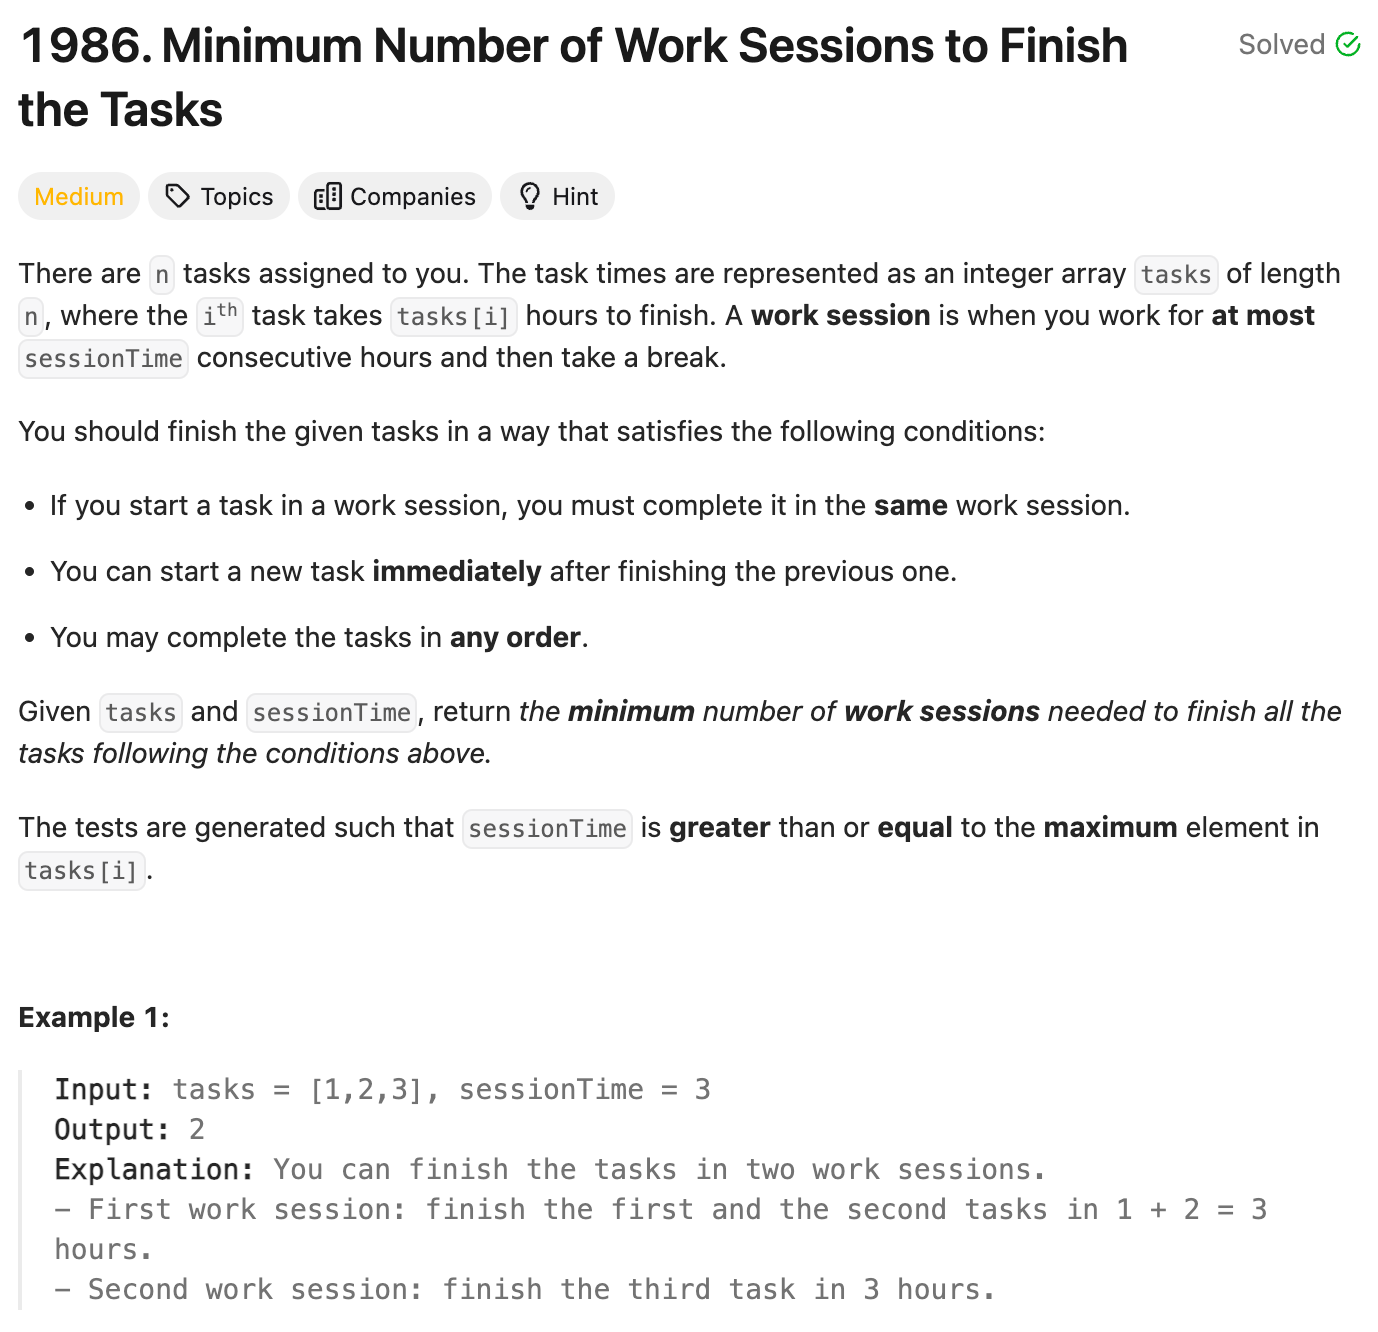 1986. Minimum Number of Work Sessions to Finish
the Tasks
Solved
Medium Topics Companies Hint
There are n tasks assigned to you. The task times are represented as an integer array tasks of length
n, where the ith task takes tasks[i] hours to finish. A work session is when you work for at most
sessionTime consecutive hours and then take a break.
You should finish the given tasks in a way that satisfies the following conditions:
• If you start a task in a work session, you must complete it in the same work session.
• You can start a new task immediately after finishing the previous one.
• You may complete the tasks in any order.
Given tasks and sessionTime, return the minimum number of work sessions needed to finish all the
tasks following the conditions above.
The tests are generated such that sessionTime is greater than or equal to the maximum element in
tasks[i].
Example 1:
Input: tasks = [1,2,3], sessionTime = 3
Output: 2
Explanation: You can finish the tasks in two work sessions.
– First work session: finish the first and the second tasks in 1 + 2 = 3
hours.
– Second work session: finish the third task in 3 hours.